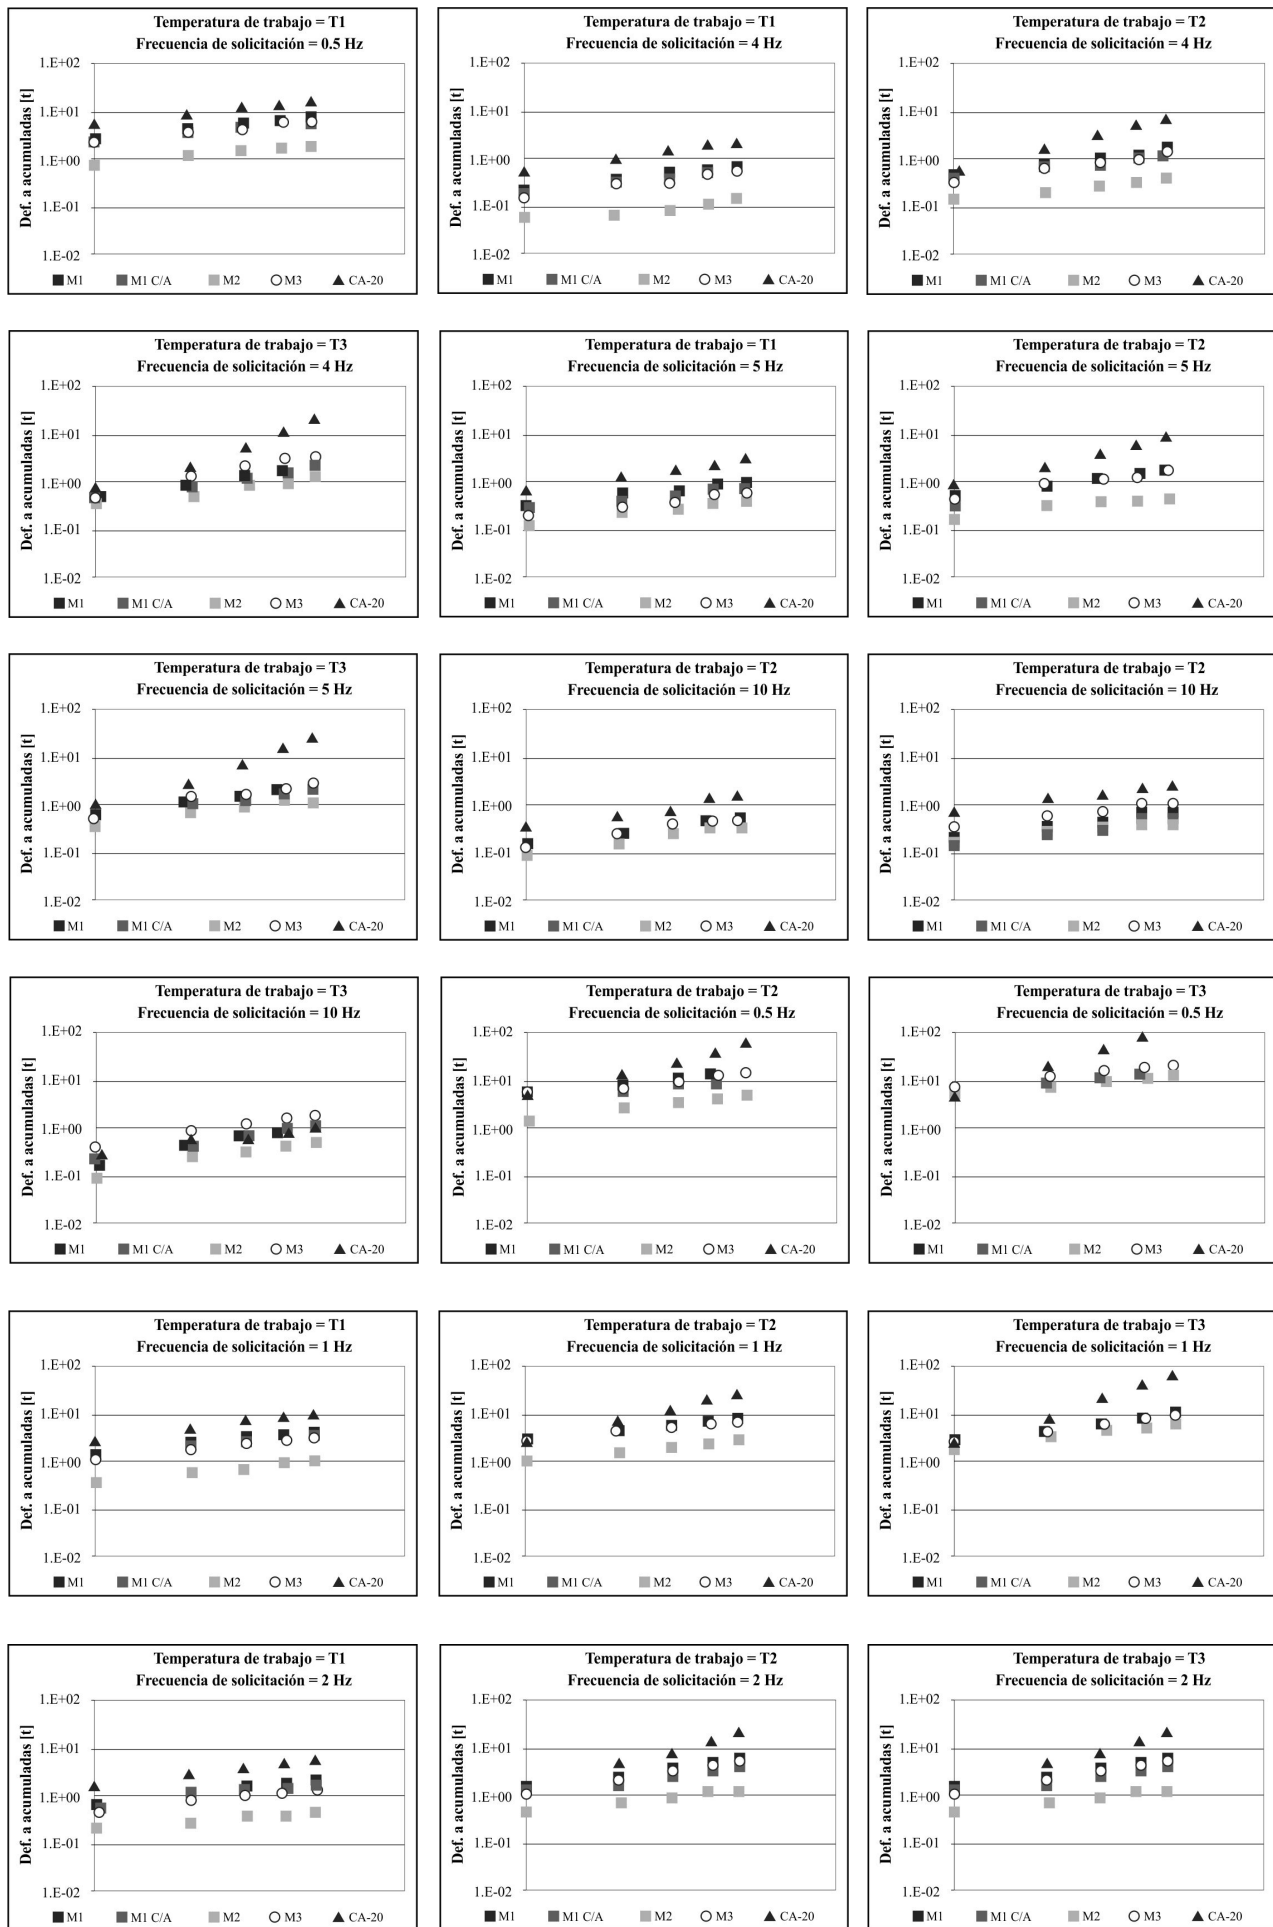 Temperatura de trabajo = T1
Frecuencia de solicitación = 0.5 Hz
Def. a acumuladas [t]
1.E+02
1.E+01
1.E+00
1.E-01
1.E-02
M1 M1 C/A M2 M3 CA-20
Temperatura de trabajo = T1
Frecuencia de solicitación = 4 Hz
Def. a acumuladas [t]
1.E+02
1.E+01
1.E+00
1.E-01
1.E-02
M1 M1 C/A M2 M3 CA-20
Temperatura de trabajo = T2
Frecuencia de solicitación = 4 Hz
Def. a acumuladas [t]
1.E+02
1.E+01
1.E+00
1.E-01
1.E-02
M1 M1 C/A M2 M3 CA-20
Temperatura de trabajo = T3
Frecuencia de solicitación = 4 Hz
Def. a acumuladas [t]
1.E+02
1.E+01
1.E+00
1.E-01
1.E-02
M1 M1 C/A M2 M3 CA-20
Temperatura de trabajo = T1
Frecuencia de solicitación = 5 Hz
Def. a acumuladas [t]
1.E+02
1.E+01
1.E+00
1.E-01
1.E-02
M1 M1 C/A M2 M3 CA-20
Temperatura de trabajo = T2
Frecuencia de solicitación = 5 Hz
Def. a acumuladas [t]
1.E+02
1.E+01
1.E+00
1.E-01
1.E-02
M1 M1 C/A M2 M3 CA-20
Temperatura de trabajo = T3
Frecuencia de solicitación = 5 Hz
Def. a acumuladas [t]
1.E+02
1.E+01
1.E+00
1.E-01
1.E-02
M1 M1 C/A M2 M3 CA-20
Temperatura de trabajo = T2
Frecuencia de solicitación = 10 Hz
Def. a acumuladas [t]
1.E+02
1.E+01
1.E+00
1.E-01
1.E-02
M1 M1 C/A M2 M3 CA-20
Temperatura de trabajo = T2
Frecuencia de solicitación = 10 Hz
Def. a acumuladas [t]
1.E+02
1.E+01
1.E+00
1.E-01
1.E-02
M1 M1 C/A M2 M3 CA-20
Temperatura de trabajo = T3
Frecuencia de solicitación = 10 Hz
Def. a acumuladas [t]
1.E+02
1.E+01
1.E+00
1.E-01
1.E-02
M1 M1 C/A M2 M3 CA-20
Temperatura de trabajo = T2
Frecuencia de solicitación = 0.5 Hz
Def. a acumuladas [t]
1.E+02
1.E+01
1.E+00
1.E-01
1.E-02
M1 M1 C/A M2 M3 CA-20
Temperatura de trabajo = T3
Frecuencia de solicitación = 0.5 Hz
Def. a acumuladas [t]
1.E+02
1.E+01
1.E+00
1.E-01
1.E-02
M1 M1 C/A M2 M3 CA-20
Temperatura de trabajo = T1
Frecuencia de solicitación = 1 Hz
Def. a acumuladas [t]
1.E+02
1.E+01
1.E+00
1.E-01
1.E-02
M1 M1 C/A M2 M3 CA-20
Temperatura de trabajo = T2
Frecuencia de solicitación = 1 Hz
Def. a acumuladas [t]
1.E+02
1.E+01
1.E+00
1.E-01
1.E-02
M1 M1 C/A M2 M3 CA-20
Temperatura de trabajo = T3
Frecuencia de solicitación = 1 Hz
Def. a acumuladas [t]
1.E+02
1.E+01
1.E+00
1.E-01
1.E-02
M1 M1 C/A M2 M3 CA-20
Temperatura de trabajo = T1
Frecuencia de solicitación = 2 Hz
Def. a acumuladas [t]
1.E+02
1.E+01
1.E+00
1.E-01
1.E-02
M1 M1 C/A M2 M3 CA-20
Temperatura de trabajo = T2
Frecuencia de solicitación = 2 Hz
Def. a acumuladas [t]
1.E+02
1.E+01
1.E+00
1.E-01
1.E-02
M1 M1 C/A M2 M3 CA-20
Temperatura de trabajo = T3
Frecuencia de solicitación = 2 Hz
Def. a acumuladas [t]
1.E+02
1.E+01
1.E+00
1.E-01
1.E-02
M1 M1 C/A M2 M3 CA-20